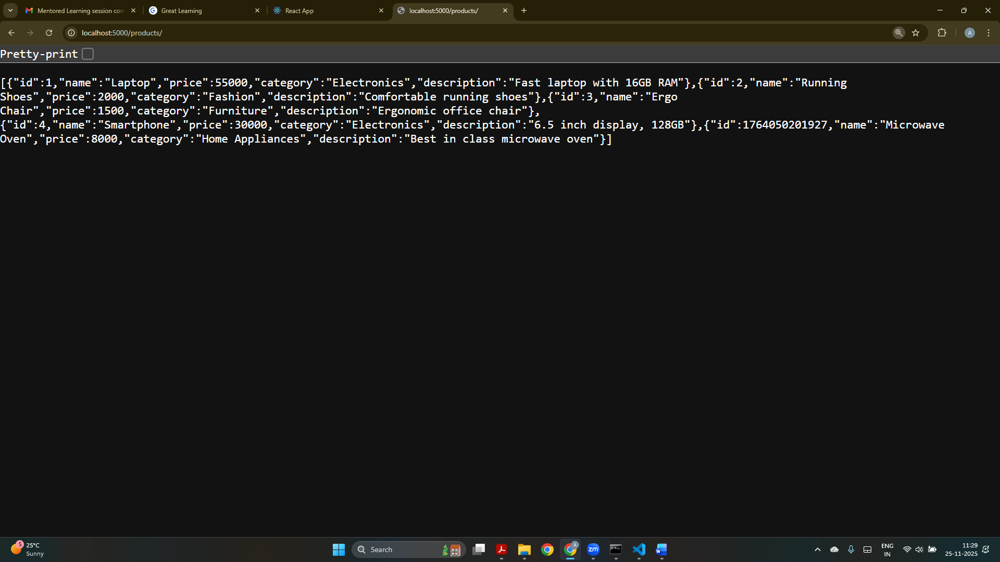 Mentored Learning session con
Great Learning
React App
localhost:5000/products/
localhost:5000/products/
A
Pretty-print
[{"id":1,"name":"Laptop","price":55000,"category":"Electronics","description":"Fast laptop with 16GB RAM"},{"id":2,"name":"Running
Shoes","price":2000,"category":"Fashion","description":"Comfortable running shoes"},{"id":3,"name":"Ergo
Chair","price":1500,"category":"Furniture","description":"Ergonomic office chair"},
{"id":4,"name":"Smartphone","price":30000,"category":"Electronics","description":"6.5 inch display, 128GB"},{"id":1764050201927,"name":"Microwave
Oven","price":8000,"category":"Home Appliances","description":"Best in class microwave oven"}]
5
25°C
Sunny
Search
A
zm
ENG
IN
11:29
25-11-2025